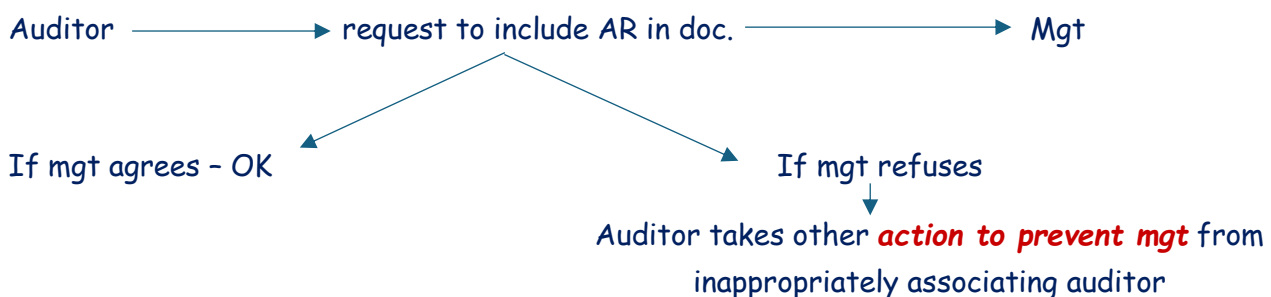 Auditor request to include AR in doc. Mgt
If mgt agrees – OK If mgt refuses
Auditor takes other action to prevent mgt from
inappropriately associating auditor